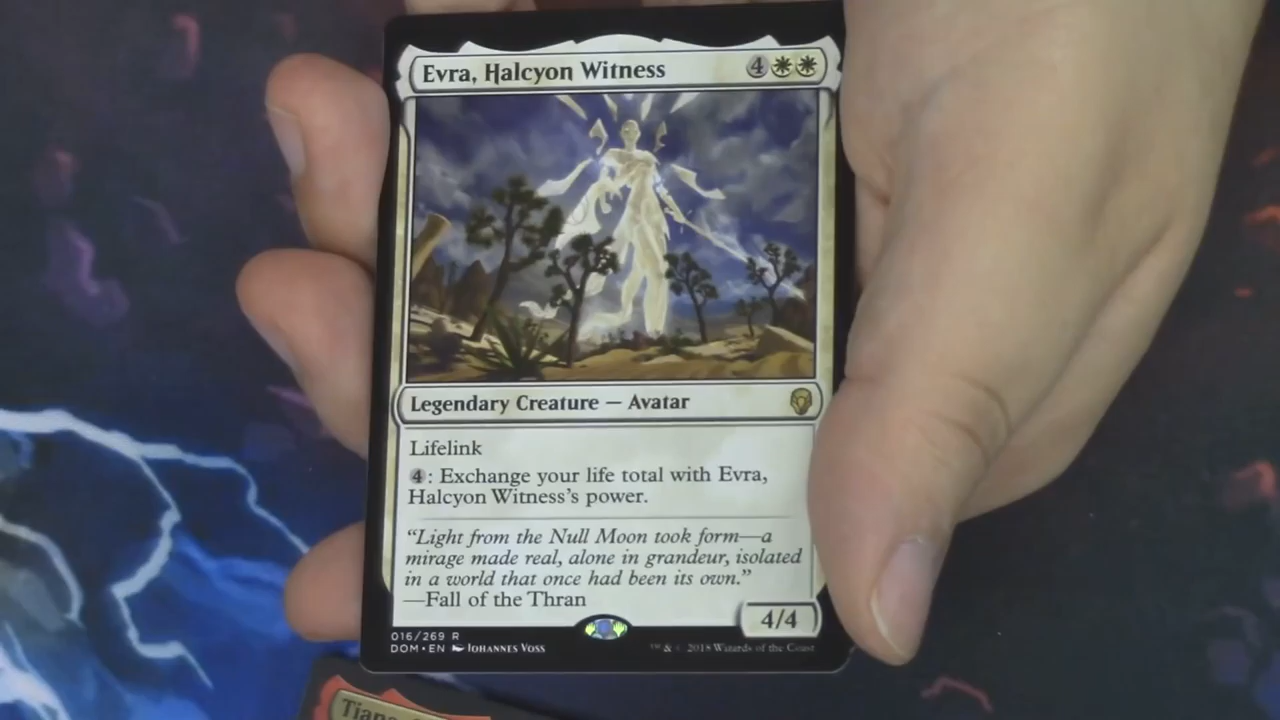 Evra, Halcyon Witness 4
Legendary Creature — Avatar
Lifelink
4: Exchange your life total with Evra,
Halcyon Witness's power.
"Light from the Null Moon took form—a
mirage made real, alone in grandeur, isolated
in a world that once had been its own."
—Fall of the Thran
4/4
016/269 R
DOM • EN Johannes Voss
™ & © 2018 Wizards of the Coast